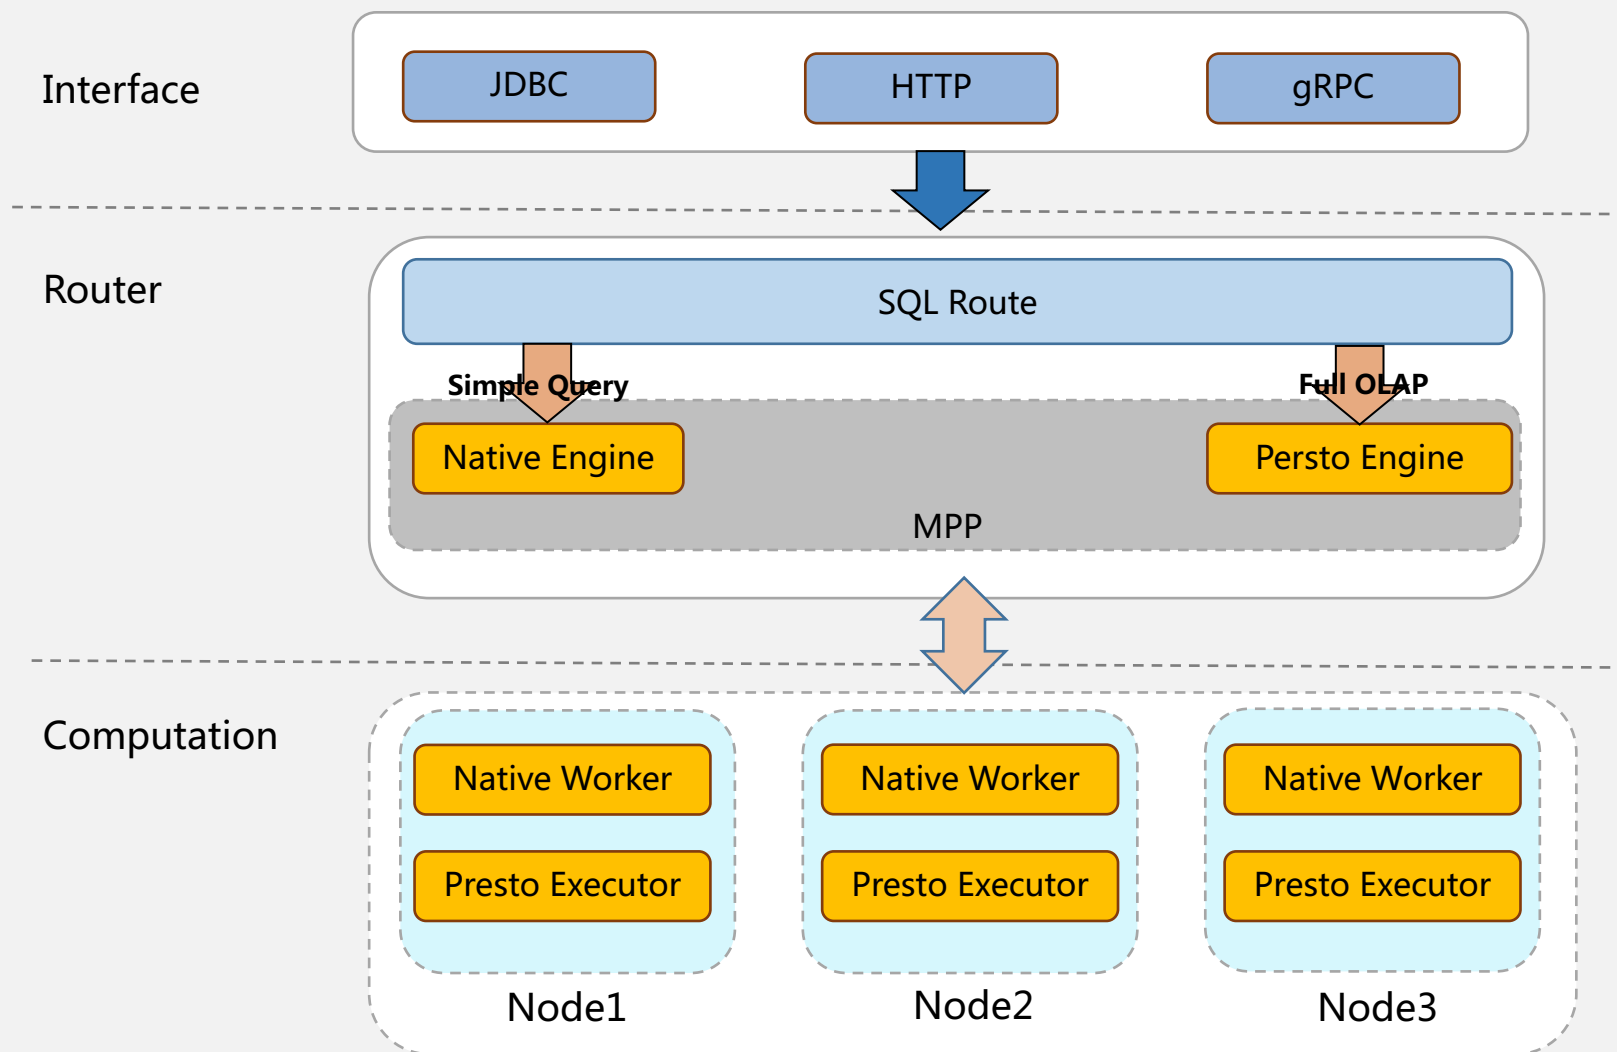 Interface
JDBC
HTTP
gRPC
Router
SQL Route
Simple Query
Full OLAP
Native Engine
Persto Engine
MPP
Computation
Native Worker
Native Worker
Native Worker
Presto Executor
Presto Executor
Presto Executor
Node1
Node2
Node3